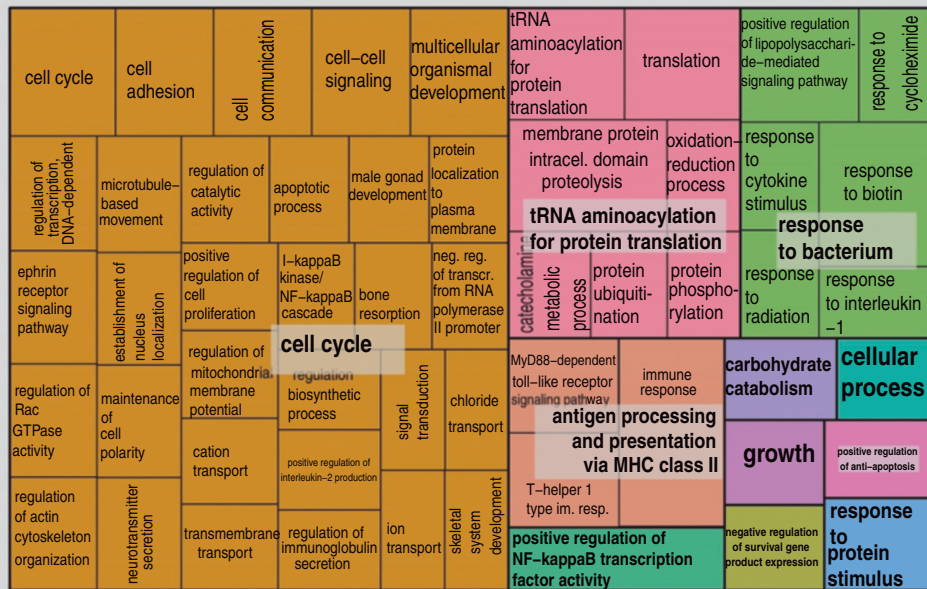 cell cycle
cell
adhesion
cell
communication
cell–cell
signaling
multicellular
organismal
development
regulation of
transcription,
DNA–dependent
microtubule–
based movement
regulation of
catalytic
activity
apoptotic
process
male gonad
development
protein
localization
to
plasma
membrane
ephrin
receptor
signaling
pathway
establishment of
nucleus
localization
positive
regulation of
cell
proliferation
I–kappaB
kinase/
NF–kappaB
cascade
bone
resorption
neg. reg.
of transcr.
from RNA
polymerase
II promoter
cell cycle
regulation of
Rac
GTPase
activity
maintenance
of
cell
polarity
regulation of
mitochondrial
membrane
potential
regulation
biosynthetic
process
signal
transduction
chloride
transport
cation
transport
positive regulation of
interleukin–2 production
regulation
of actin
cytoskeleton
organization
neurotransmitter
secretion
transmembrane
transport
regulation of
immunoglobulin
secretion
ion
transport
skeletal
system
development
tRNA
aminoacylation
for
protein
translation
translation
membrane protein
intracel. domain
proteolysis
oxidation–
reduction
process
tRNA aminoacylation
for protein translation
catecholamine
metabolic
process
protein
ubiquiti–
nation
protein
phospho–
rylation
positive regulation
of lipopolysacchari–
de–mediated
signaling pathway
response to
cycloheximide
response
to
cytokine
stimulus
response
to biotin
response
to bacterium
response
to
radiation
response
to interleukin
–1
MyD88–dependent
toll–like receptor
signaling pathway
immune
response
antigen processing
and presentation
via MHC class II
T–helper 1
type im. resp.
positive regulation of
NF–kappaB transcription
factor activity
carbohydrate
catabolism
cellular
process
growth
positive regulation
of anti–apoptosis
negative regulation
of survival gene
product expression
response
to
protein
stimulus